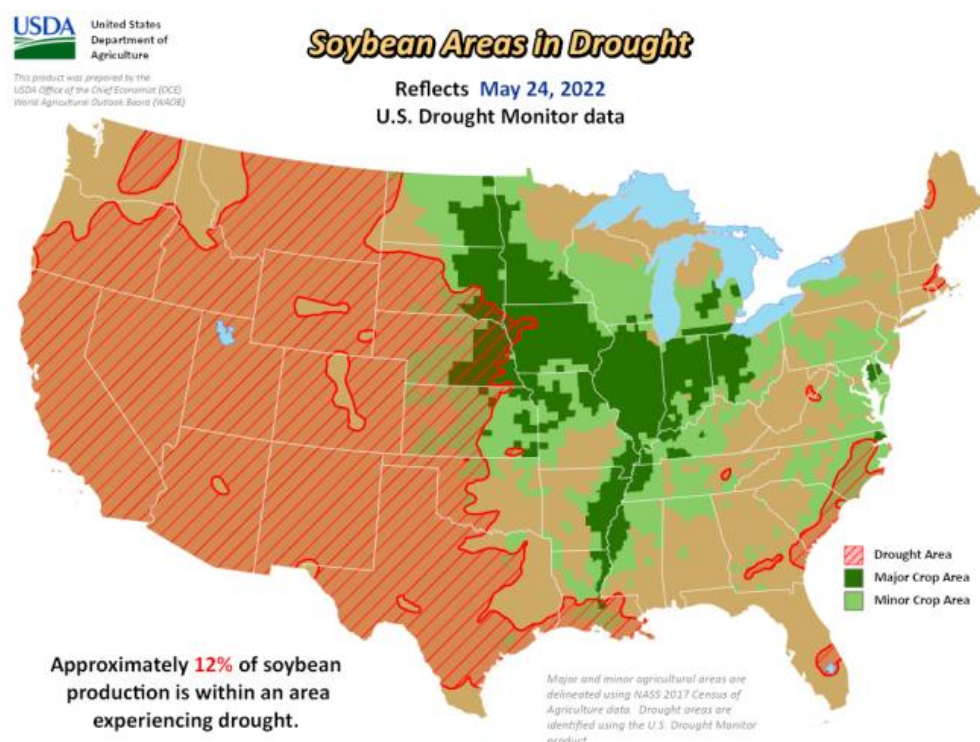 USDA
United States
Department of
Agriculture
This product was prepared by the
USDA Office of the Chief Economist (OCE)
World Agricultural Outlook Board (WAOB)
Soybean Areas in Drought
Reflects May 24, 2022
U.S. Drought Monitor data
Drought Area
Major Crop Area
Minor Crop Area
Approximately 12% of soybean
production is within an area
experiencing drought.
Major and minor agricultural areas are
delineated using NASS 2017 Census of
Agriculture data. Drought areas are
identified using the U.S. Drought Monitor
product.